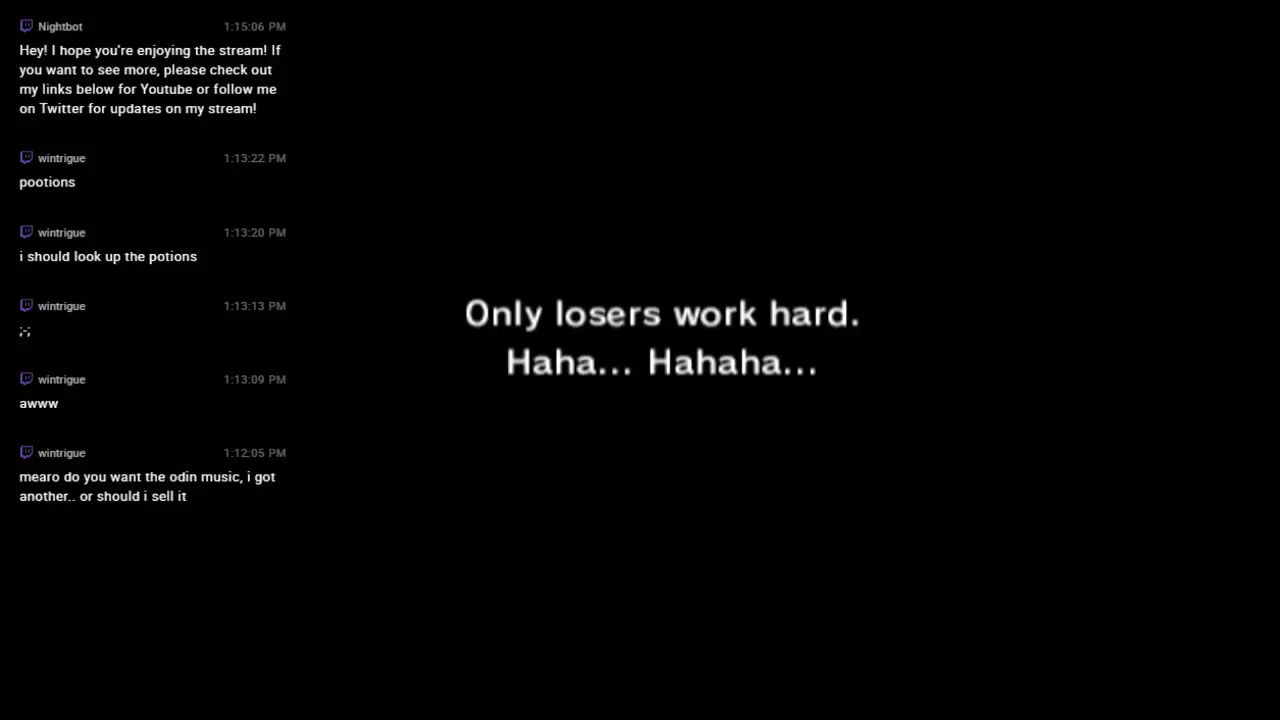 Nightbot 1:15:06 PM
Hey! I hope you're enjoying the stream! If
you want to see more, please check out
my links below for Youtube or follow me
on Twitter for updates on my stream!
wintrigue 1:13:22 PM
pootions
wintrigue 1:13:20 PM
i should look up the potions
wintrigue 1:13:13 PM
;-;
wintrigue 1:13:09 PM
awww
wintrigue 1:12:05 PM
mearo do you want the odin music, i got
another.. or should i sell it
Only losers work hard.
Haha... Hahaha...